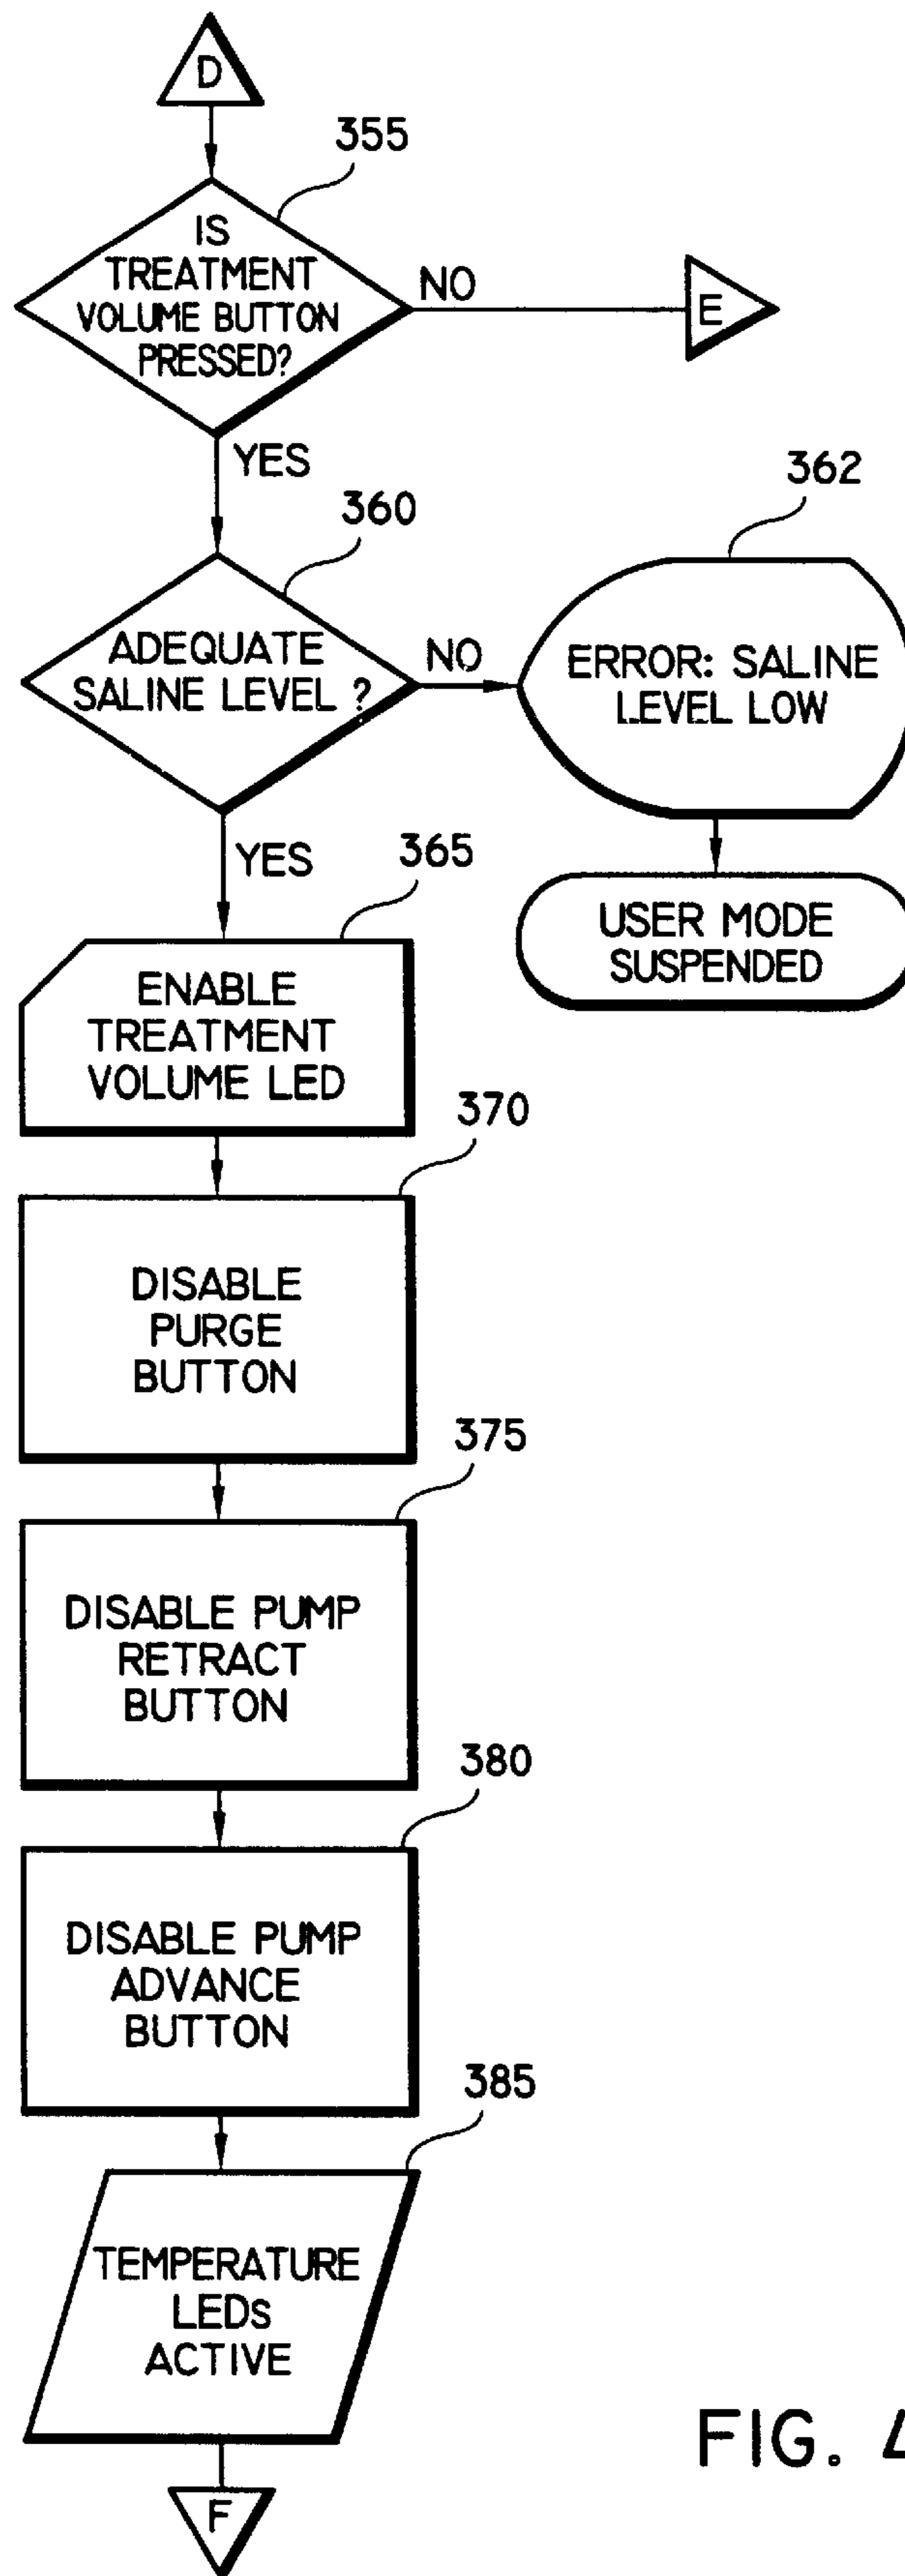 D
355
IS
TREATMENT
VOLUME BUTTON
PRESSED?
NO
E
YES
360
362
ADEQUATE
SALINE LEVEL ?
NO
ERROR: SALINE
LEVEL LOW
YES
365
USER MODE
SUSPENDED
ENABLE
TREATMENT
VOLUME LED
370
DISABLE
PURGE
BUTTON
375
DISABLE PUMP
RETRACT
BUTTON
380
DISABLE PUMP
ADVANCE
BUTTON
385
TEMPERATURE
LEDs
ACTIVE
FIG.
F